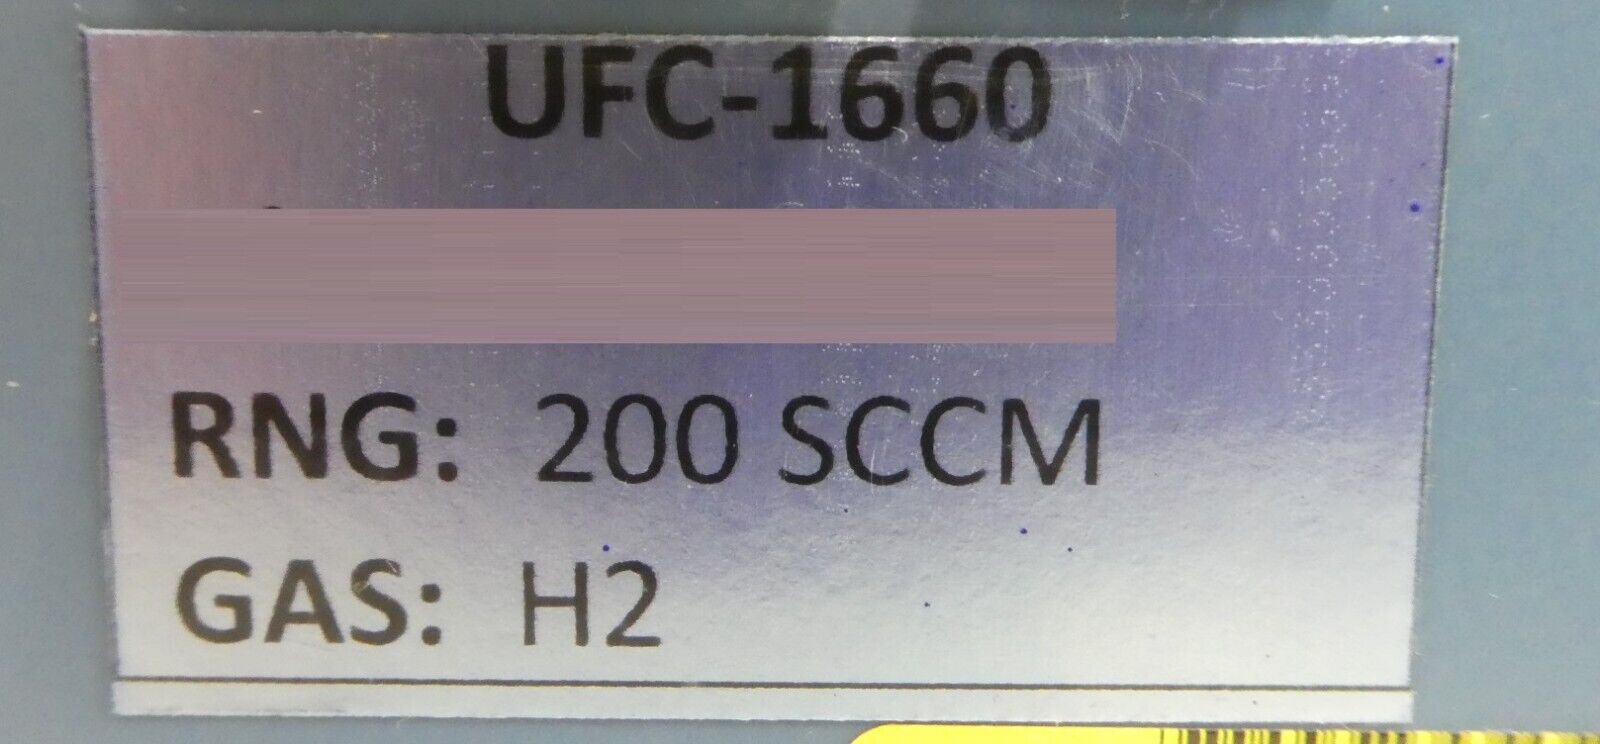 UFC-1660
RNG: 200 SCCM
GAS: H2